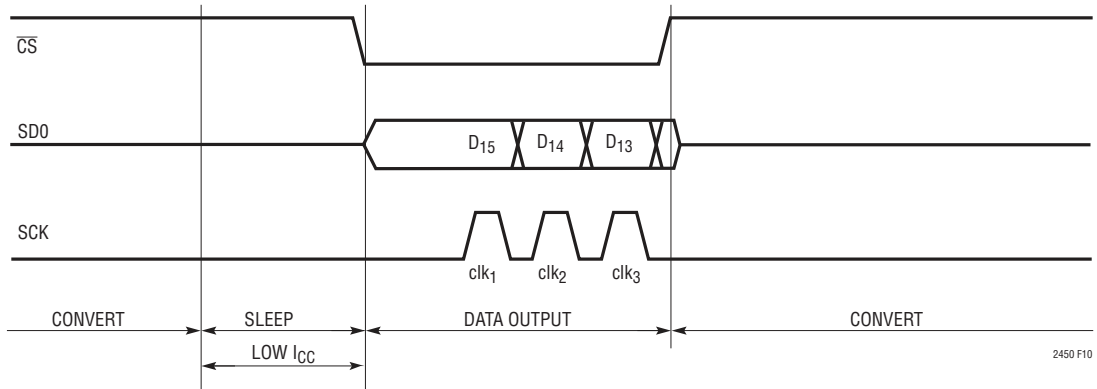 CS
SD0
D15
D14
D13
SCK
clk1
clk2
clk3
CONVERT
SLEEP
DATA OUTPUT
CONVERT
LOW ICC
2450 F10